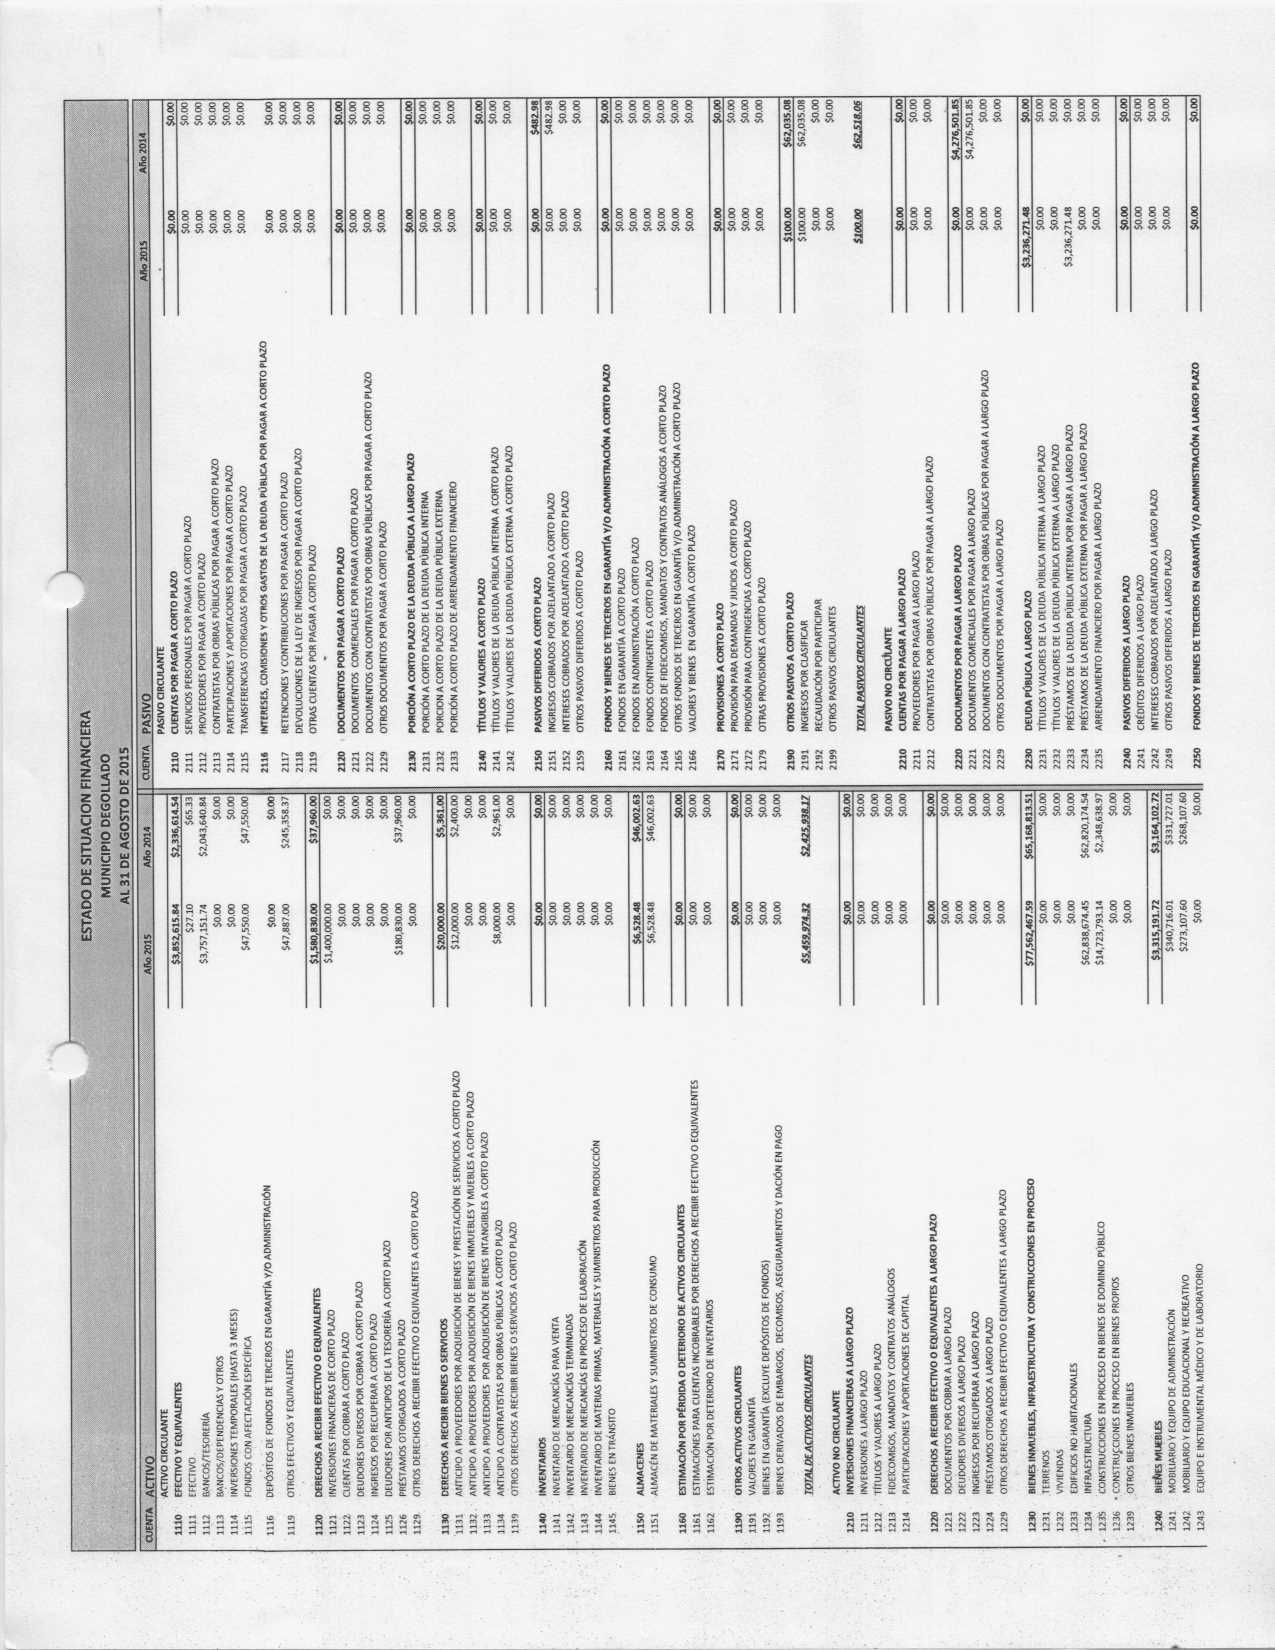 ESTADO DE SITUACION FINANCIERA
MUNICIPIO DEGOLLADO
AL 31 DE AGOSTO DE 2015
CUENTA ACTIVO Año 2015 Año 2014
ACTIVO CIRCULANTE
1110 EFECTIVO Y EQUIVALENTES $3,852,615.84 $2,336,614.54
1111 EFECTIVO $27.10 $65.33
1112 BANCOS/TESORERÍA $3,757,151.74 $2,043,640.84
1113 BANCOS/DEPENDENCIAS Y OTROS $0.00 $0.00
1114 INVERSIONES TEMPORALES (HASTA 3 MESES) $0.00 $0.00
1115 FONDOS CON AFECTACIÓN ESPECÍFICA $47,550.00 $47,550.00
1116 DEPÓSITOS DE FONDOS DE TERCEROS EN GARANTÍA Y/O ADMINISTRACIÓN $0.00 $0.00
1119 OTROS EFECTIVOS Y EQUIVALENTES $47,887.00 $245,358.37
1120 DERECHOS A RECIBIR EFECTIVO O EQUIVALENTES $1,580,830.00 $37,960.00
1121 INVERSIONES FINANCIERAS DE CORTO PLAZO $1,400,000.00 $0.00
1122 CUENTAS POR COBRAR A CORTO PLAZO $0.00 $0.00
1123 DEUDORES DIVERSOS POR COBRAR A CORTO PLAZO $0.00 $0.00
1124 INGRESOS POR RECUPERAR A CORTO PLAZO $0.00 $0.00
1125 DEUDORES POR ANTICIPOS DE LA TESORERÍA A CORTO PLAZO $0.00 $0.00
1126 PRÉSTAMOS OTORGADOS A CORTO PLAZO $180,830.00 $37,960.00
1129 OTROS DERECHOS A RECIBIR EFECTIVO O EQUIVALENTES A CORTO PLAZO $0.00 $0.00
1130 DERECHOS A RECIBIR BIENES O SERVICIOS $20,000.00 $5,361.00
1131 ANTICIPO A PROVEEDORES POR ADQUISICIÓN DE BIENES Y PRESTACIÓN DE SERVICIOS A CORTO PLAZO $12,000.00 $2,400.00
1132 ANTICIPO A PROVEEDORES POR ADQUISICIÓN DE BIENES INMUEBLES Y MUEBLES A CORTO PLAZO $0.00 $0.00
1133 ANTICIPO A PROVEEDORES POR ADQUISICIÓN DE BIENES INTANGIBLES A CORTO PLAZO $0.00 $0.00
1134 ANTICIPO A CONTRATISTAS POR OBRAS PÚBLICAS A CORTO PLAZO $8,000.00 $2,961.00
1139 OTROS DERECHOS A RECIBIR BIENES O SERVICIOS A CORTO PLAZO $0.00 $0.00
1140 INVENTARIOS $0.00 $0.00
1141 INVENTARIO DE MERCANCÍAS PARA VENTA $0.00 $0.00
1142 INVENTARIO DE MERCANCÍAS TERMINADAS $0.00 $0.00
1143 INVENTARIO DE MERCANCÍAS EN PROCESO DE ELABORACIÓN $0.00 $0.00
1144 INVENTARIO DE MATERIAS PRIMAS, MATERIALES Y SUMINISTROS PARA PRODUCCIÓN $0.00 $0.00
1145 BIENES EN TRÁNSITO $0.00 $0.00
1150 ALMACENES $6,528.48 $46,002.63
1151 ALMACÉN DE MATERIALES Y SUMINISTROS DE CONSUMO $6,528.48 $46,002.63
1160 ESTIMACIÓN POR PÉRDIDA O DETERIORO DE ACTIVOS CIRCULANTES $0.00 $0.00
1161 ESTIMACIONES PARA CUENTAS INCOBRABLES POR DERECHOS A RECIBIR EFECTIVO O EQUIVALENTES $0.00 $0.00
1162 ESTIMACIÓN POR DETERIORO DE INVENTARIOS $0.00 $0.00
1190 OTROS ACTIVOS CIRCULANTES $0.00 $0.00
1191 VALORES EN GARANTÍA $0.00 $0.00
1192 BIENES EN GARANTÍA (EXCLUYE DEPÓSITOS DE FONDOS) $0.00 $0.00
1193 BIENES DERIVADOS DE EMBARGOS, DECOMISOS, ASEGURAMIENTOS Y DACIÓN EN PAGO $0.00 $0.00
TOTAL DE ACTIVOS CIRCULANTES $5,459,974.32 $2,425,938.17
ACTIVO NO CIRCULANTE
1210 INVERSIONES FINANCIERAS A LARGO PLAZO $0.00 $0.00
1211 INVERSIONES A LARGO PLAZO $0.00 $0.00
1212 TÍTULOS Y VALORES A LARGO PLAZO $0.00 $0.00
1213 FIDEICOMISOS, MANDATOS Y CONTRATOS ANÁLOGOS $0.00 $0.00
1214 PARTICIPACIONES Y APORTACIONES DE CAPITAL $0.00 $0.00
1220 DERECHOS A RECIBIR EFECTIVO O EQUIVALENTES A LARGO PLAZO $0.00 $0.00
1221 DOCUMENTOS POR COBRAR A LARGO PLAZO $0.00 $0.00
1222 DEUDORES DIVERSOS A LARGO PLAZO $0.00 $0.00
1223 INGRESOS POR RECUPERAR A LARGO PLAZO $0.00 $0.00
1224 PRÉSTAMOS OTORGADOS A LARGO PLAZO $0.00 $0.00
1229 OTROS DERECHOS A RECIBIR EFECTIVO O EQUIVALENTES A LARGO PLAZO $0.00 $0.00
1230 BIENES INMUEBLES, INFRAESTRUCTURA Y CONSTRUCCIONES EN PROCESO $77,562,467.59 $65,168,813.51
1231 TERRENOS $0.00 $0.00
1232 VIVIENDAS $0.00 $0.00
1233 EDIFICIOS NO HABITACIONALES $0.00 $0.00
1234 INFRAESTRUCTURA $62,838,674.45 $62,820,174.54
1235 CONSTRUCCIONES EN PROCESO EN BIENES DE DOMINIO PÚBLICO $14,723,793.14 $2,348,638.97
1236 CONSTRUCCIONES EN PROCESO EN BIENES PROPIOS $0.00 $0.00
1239 OTROS BIENES INMUEBLES $0.00 $0.00
1240 BIENES MUEBLES $3,315,191.72 $3,164,102.72
1241 MOBILIARIO Y EQUIPO DE ADMINISTRACIÓN $340,716.01 $331,727.01
1242 MOBILIARIO Y EQUIPO EDUCACIONAL Y RECREATIVO $273,107.60 $268,107.60
1243 EQUIPO E INSTRUMENTAL MÉDICO Y DE LABORATORIO $0.00 $0.00
CUENTA PASIVO Año 2015 Año 2014
PASIVO CIRCULANTE
2110 CUENTAS POR PAGAR A CORTO PLAZO $0.00 $0.00
2111 SERVICIOS PERSONALES POR PAGAR A CORTO PLAZO $0.00 $0.00
2112 PROVEEDORES POR PAGAR A CORTO PLAZO $0.00 $0.00
2113 CONTRATISTAS POR OBRAS PÚBLICAS POR PAGAR A CORTO PLAZO $0.00 $0.00
2114 PARTICIPACIONES Y APORTACIONES POR PAGAR A CORTO PLAZO $0.00 $0.00
2115 TRANSFERENCIAS OTORGADAS POR PAGAR A CORTO PLAZO $0.00 $0.00
2116 INTERESES, COMISIONES Y OTROS GASTOS DE LA DEUDA PÚBLICA POR PAGAR A CORTO PLAZO $0.00 $0.00
2117 RETENCIONES Y CONTRIBUCIONES POR PAGAR A CORTO PLAZO $0.00 $0.00
2118 DEVOLUCIONES DE LA LEY DE INGRESOS POR PAGAR A CORTO PLAZO $0.00 $0.00
2119 OTRAS CUENTAS POR PAGAR A CORTO PLAZO $0.00 $0.00
2120 DOCUMENTOS POR PAGAR A CORTO PLAZO $0.00 $0.00
2121 DOCUMENTOS COMERCIALES POR PAGAR A CORTO PLAZO $0.00 $0.00
2122 DOCUMENTOS CON CONTRATISTAS POR OBRAS PÚBLICAS POR PAGAR A CORTO PLAZO $0.00 $0.00
2129 OTROS DOCUMENTOS POR PAGAR A CORTO PLAZO $0.00 $0.00
2130 PORCIÓN A CORTO PLAZO DE LA DEUDA PÚBLICA A LARGO PLAZO $0.00 $0.00
2131 PORCIÓN A CORTO PLAZO DE LA DEUDA PÚBLICA INTERNA $0.00 $0.00
2132 PORCION A CORTO PLAZO DE LA DEUDA PÚBLICA EXTERNA $0.00 $0.00
2133 PORCIÓN A CORTO PLAZO DE ARRENDAMIENTO FINANCIERO $0.00 $0.00
2140 TÍTULOS Y VALORES A CORTO PLAZO $0.00 $0.00
2141 TÍTULOS Y VALORES DE LA DEUDA PÚBLICA INTERNA A CORTO PLAZO $0.00 $0.00
2142 TÍTULOS Y VALORES DE LA DEUDA PÚBLICA EXTERNA A CORTO PLAZO $0.00 $0.00
2150 PASIVOS DIFERIDOS A CORTO PLAZO $0.00 $482.98
2151 INGRESOS COBRADOS POR ADELANTADO A CORTO PLAZO $0.00 $482.98
2152 INTERESES COBRADOS POR ADELANTADO A CORTO PLAZO $0.00 $0.00
2159 OTROS PASIVOS DIFERIDOS A CORTO PLAZO $0.00 $0.00
2160 FONDOS Y BIENES DE TERCEROS EN GARANTÍA Y/O ADMINISTRACIÓN A CORTO PLAZO $0.00 $0.00
2161 FONDOS EN GARANTÍA A CORTO PLAZO $0.00 $0.00
2162 FONDOS EN ADMINISTRACIÓN A CORTO PLAZO $0.00 $0.00
2163 FONDOS CONTINGENTES A CORTO PLAZO $0.00 $0.00
2164 FONDOS DE FIDEICOMISOS, MANDATOS Y CONTRATOS ANÁLOGOS A CORTO PLAZO $0.00 $0.00
2165 OTROS FONDOS DE TERCEROS EN GARANTÍA Y/O ADMINISTRACIÓN A CORTO PLAZO $0.00 $0.00
2166 VALORES Y BIENES EN GARANTÍA A CORTO PLAZO $0.00 $0.00
2170 PROVISIONES A CORTO PLAZO $0.00 $0.00
2171 PROVISIÓN PARA DEMANDAS Y JUICIOS A CORTO PLAZO $0.00 $0.00
2172 PROVISIÓN PARA CONTINGENCIAS A CORTO PLAZO $0.00 $0.00
2179 OTRAS PROVISIONES A CORTO PLAZO $0.00 $0.00
2190 OTROS PASIVOS A CORTO PLAZO $100.00 $62,035.08
2191 INGRESOS POR CLASIFICAR $100.00 $62,035.08
2192 RECAUDACIÓN POR PARTICIPAR $0.00 $0.00
2199 OTROS PASIVOS CIRCULANTES $0.00 $0.00
TOTAL PASIVOS CIRCULANTES $100.00 $62,518.06
PASIVO NO CIRCULANTE
2210 CUENTAS POR PAGAR A LARGO PLAZO $0.00 $0.00
2211 PROVEEDORES POR PAGAR A LARGO PLAZO $0.00 $0.00
2212 CONTRATISTAS POR OBRAS PÚBLICAS POR PAGAR A LARGO PLAZO $0.00 $0.00
2220 DOCUMENTOS POR PAGAR A LARGO PLAZO $0.00 $4,276,501.85
2221 DOCUMENTOS COMERCIALES POR PAGAR A LARGO PLAZO $0.00 $4,276,501.85
2222 DOCUMENTOS CON CONTRATISTAS POR OBRAS PÚBLICAS POR PAGAR A LARGO PLAZO $0.00 $0.00
2229 OTROS DOCUMENTOS POR PAGAR A LARGO PLAZO $0.00 $0.00
2230 DEUDA PÚBLICA A LARGO PLAZO $3,236,271.48 $0.00
2231 TÍTULOS Y VALORES DE LA DEUDA PÚBLICA INTERNA A LARGO PLAZO $0.00 $0.00
2232 TÍTULOS Y VALORES DE LA DEUDA PÚBLICA EXTERNA A LARGO PLAZO $0.00 $0.00
2233 PRÉSTAMOS DE LA DEUDA PÚBLICA INTERNA POR PAGAR A LARGO PLAZO $3,236,271.48 $0.00
2234 PRÉSTAMOS DE LA DEUDA PÚBLICA EXTERNA POR PAGAR A LARGO PLAZO $0.00 $0.00
2235 ARRENDAMIENTO FINANCIERO POR PAGAR A LARGO PLAZO $0.00 $0.00
2240 PASIVOS DIFERIDOS A LARGO PLAZO $0.00 $0.00
2241 CRÉDITOS DIFERIDOS A LARGO PLAZO $0.00 $0.00
2242 INTERESES COBRADOS POR ADELANTADO A LARGO PLAZO $0.00 $0.00
2249 OTROS PASIVOS DIFERIDOS A LARGO PLAZO $0.00 $0.00
2250 FONDOS Y BIENES DE TERCEROS EN GARANTÍA Y/O ADMINISTRACIÓN A LARGO PLAZO $0.00 $0.00